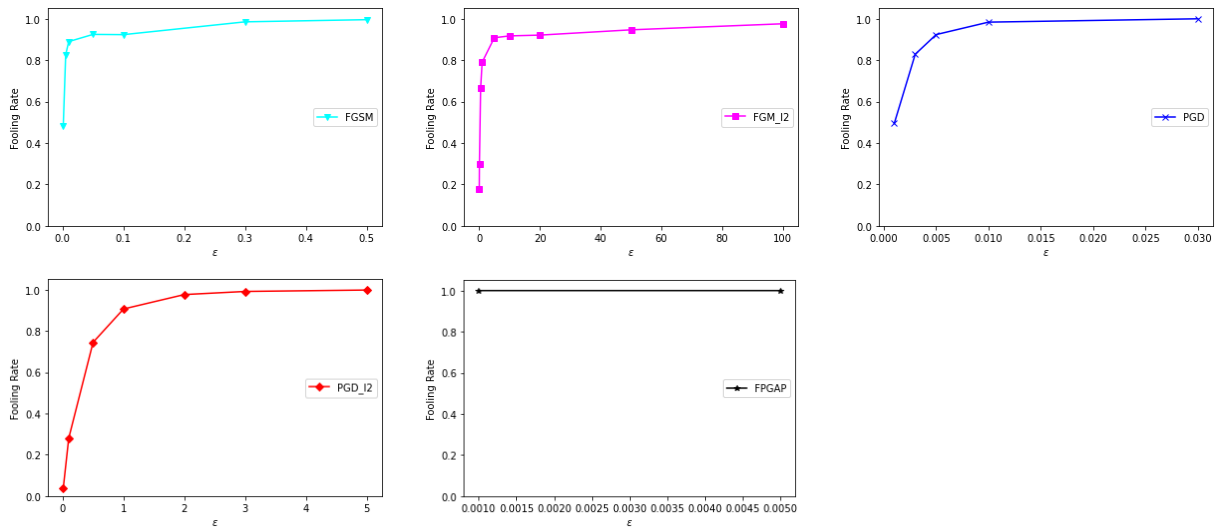 1.0
0.8
0.6
0.4
0.2
0.0
Fooling Rate
FGSM
0.0 0.1 0.2 0.3 0.4 0.5
ε
1.0
0.8
0.6
0.4
0.2
0.0
Fooling Rate
FGM_l2
0 20 40 60 80 100
ε
1.0
0.8
0.6
0.4
0.2
0.0
Fooling Rate
PGD
0.000 0.005 0.010 0.015 0.020 0.025 0.030
ε
1.0
0.8
0.6
0.4
0.2
0.0
Fooling Rate
PGD_l2
0 1 2 3 4 5
ε
1.0
0.8
0.6
0.4
0.2
0.0
Fooling Rate
FPGAP
0.0010 0.0015 0.0020 0.0025 0.0030 0.0035 0.0040 0.0045 0.0050
ε